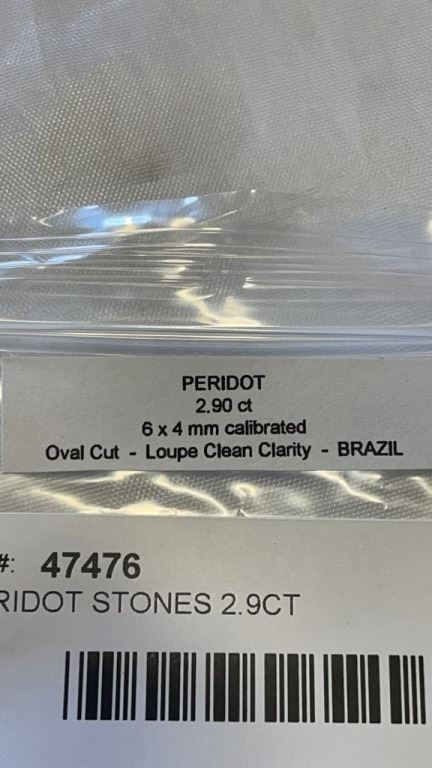 PERIDOT
2.90 ct
6 x 4 mm calibrated
Oval Cut - Loupe Clean Clarity - BRAZIL
#: 47476
RIDOT STONES 2.9CT